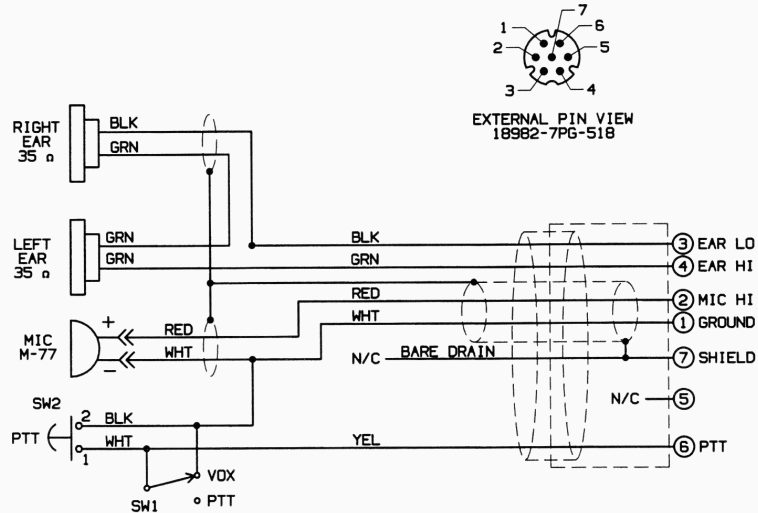 7
1
6
2
5
3
4
EXTERNAL PIN VIEW
18982-7PG-518
RIGHT
EAR
35 Ω
BLK
GRN
LEFT
EAR
35 Ω
GRN
GRN
BLK
GRN
3 EAR LO
4 EAR HI
RED
2 MIC HI
WHT
1 GROUND
MIC
M-77
+
RED
WHT
-
N/C
BARE DRAIN
7 SHIELD
N/C
5
SW2
PTT
2
BLK
1
WHT
YEL
6 PTT
VOX
PTT
SW1